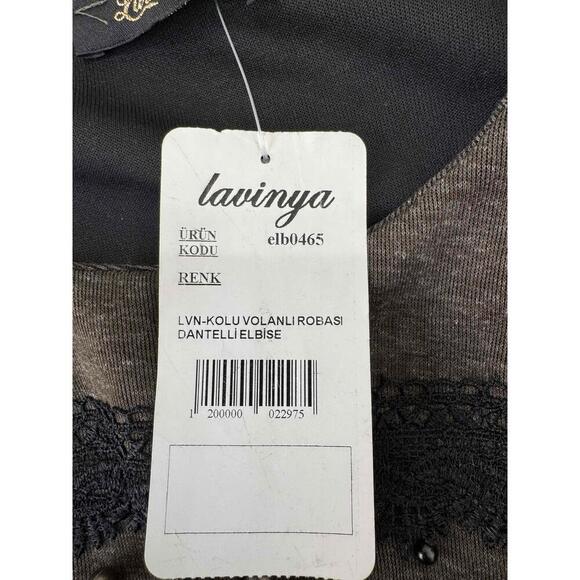 lavinya
ÜRÜN elb0465
KODU
RENK
LVN-KOLU VOLANLI ROBASI
DANTELLİ ELBİSE
1 200000 022975